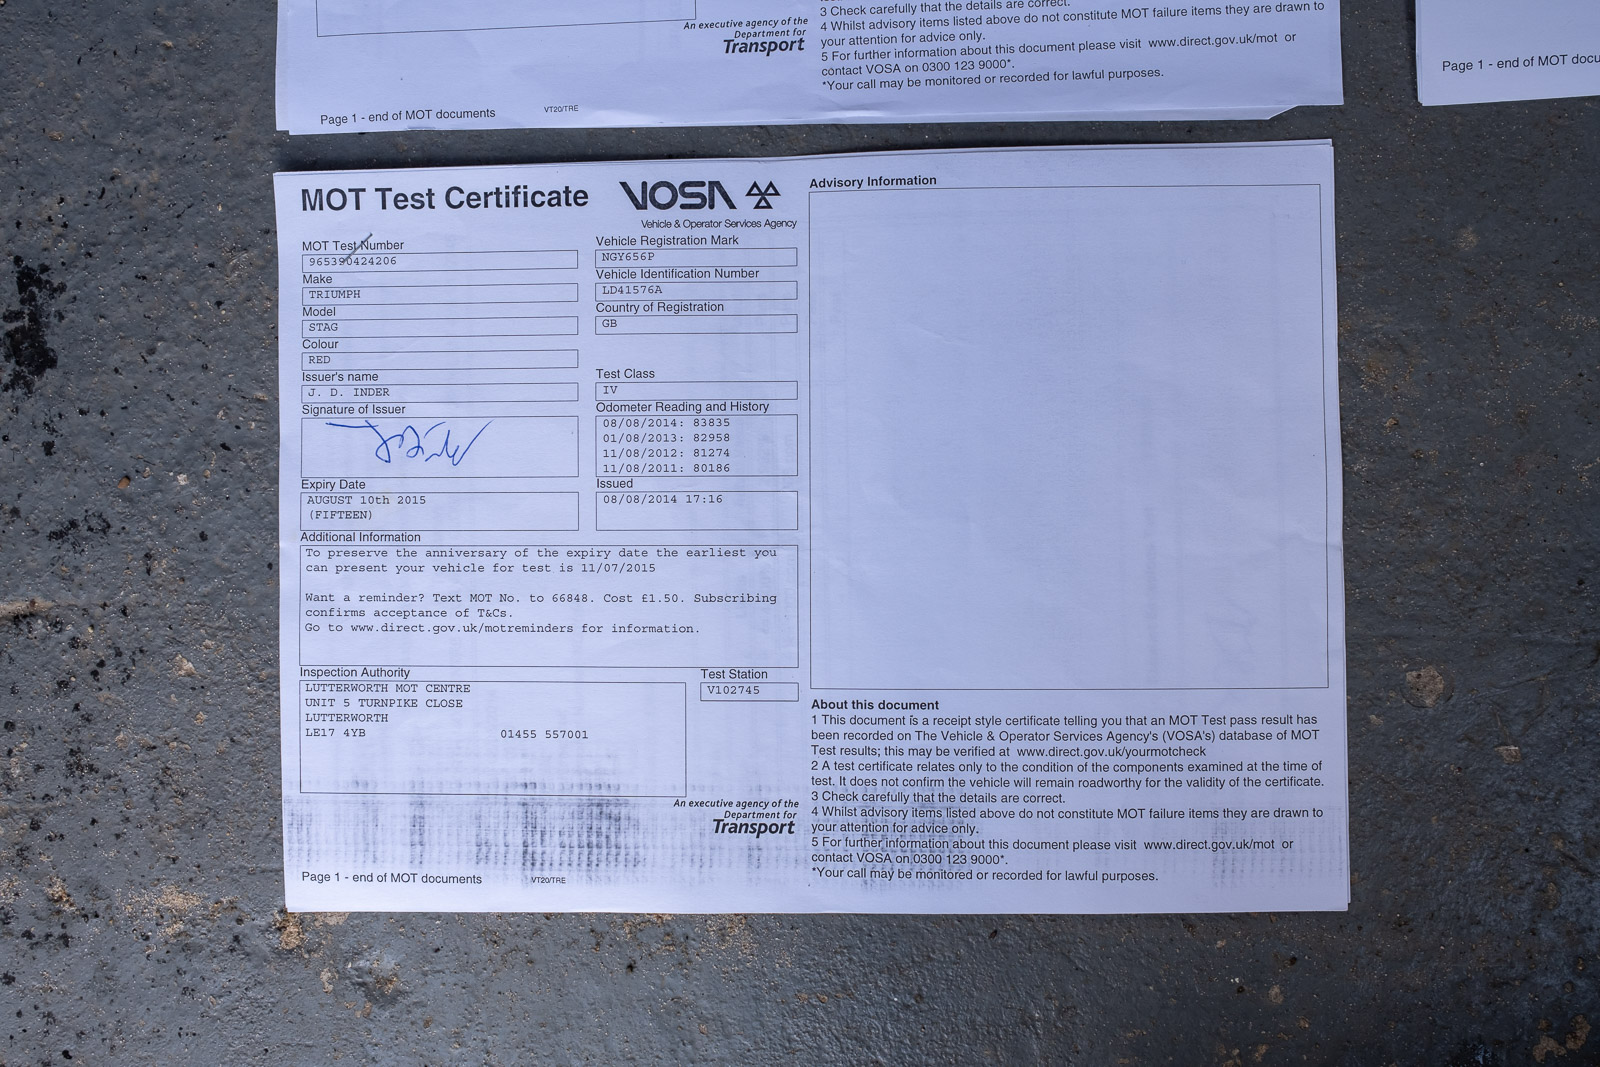 An executive agency of the
Department for
Transport
Page 1 - end of MOT documents
VT20/TRE
3 Check carefully that the details are correct.
4 Whilst advisory items listed above do not constitute MOT failure items they are drawn to
your attention for advice only.
5 For further information about this document please visit www.direct.gov.uk/mot or
contact VOSA on 0300 123 9000*.
*Your call may be monitored or recorded for lawful purposes.
Page 1 - end of MOT
MOT Test Certificate
VOSA
Vehicle & Operator Services Agency
MOT Test Number
965390424206
Make
TRIUMPH
Model
STAG
Colour
RED
Issuer's name
J. D. INDER
Signature of Issuer
Expiry Date
AUGUST 10th 2015
(FIFTEEN)
Vehicle Registration Mark
NGY656P
Vehicle Identification Number
LD41576A
Country of Registration
GB
Test Class
IV
Odometer Reading and History
08/08/2014: 83835
01/08/2013: 82958
11/08/2012: 81274
11/08/2011: 80186
Issued
08/08/2014 17:16
Additional Information
To preserve the anniversary of the expiry date the earliest you
can present your vehicle for test is 11/07/2015
Want a reminder? Text MOT No. to 66848. Cost £1.50. Subscribing
confirms acceptance of T&Cs.
Go to www.direct.gov.uk/motreminders for information.
Inspection Authority
LUTTERWORTH MOT CENTRE
UNIT 5 TURNPIKE CLOSE
LUTTERWORTH
LE17 4YB 01455 557001
Test Station
V102745
An executive agency of the
Department for
Transport
Page 1 - end of MOT documents
VT20/TRE
Advisory Information
About this document
1 This document is a receipt style certificate telling you that an MOT Test pass result has
been recorded on The Vehicle & Operator Services Agency's (VOSA's) database of MOT
Test results; this may be verified at www.direct.gov.uk/yourmotcheck
2 A test certificate relates only to the condition of the components examined at the time of
test. It does not confirm the vehicle will remain roadworthy for the validity of the certificate.
3 Check carefully that the details are correct.
4 Whilst advisory items listed above do not constitute MOT failure items they are drawn to
your attention for advice only.
5 For further information about this document please visit www.direct.gov.uk/mot or
contact VOSA on 0300 123 9000*.
*Your call may be monitored or recorded for lawful purposes.